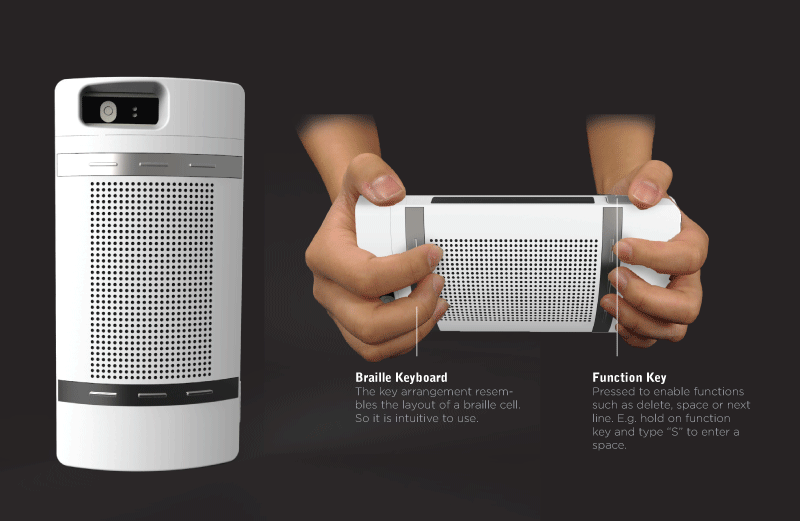 Braille Keyboard
The key arrangement resem-
bles the layout of a braille cell.
So it is intuitive to use.
Function Key
Pressed to enable functions
such as delete, space or next
line. E.g. hold on function
key and type "S" to enter a
space.